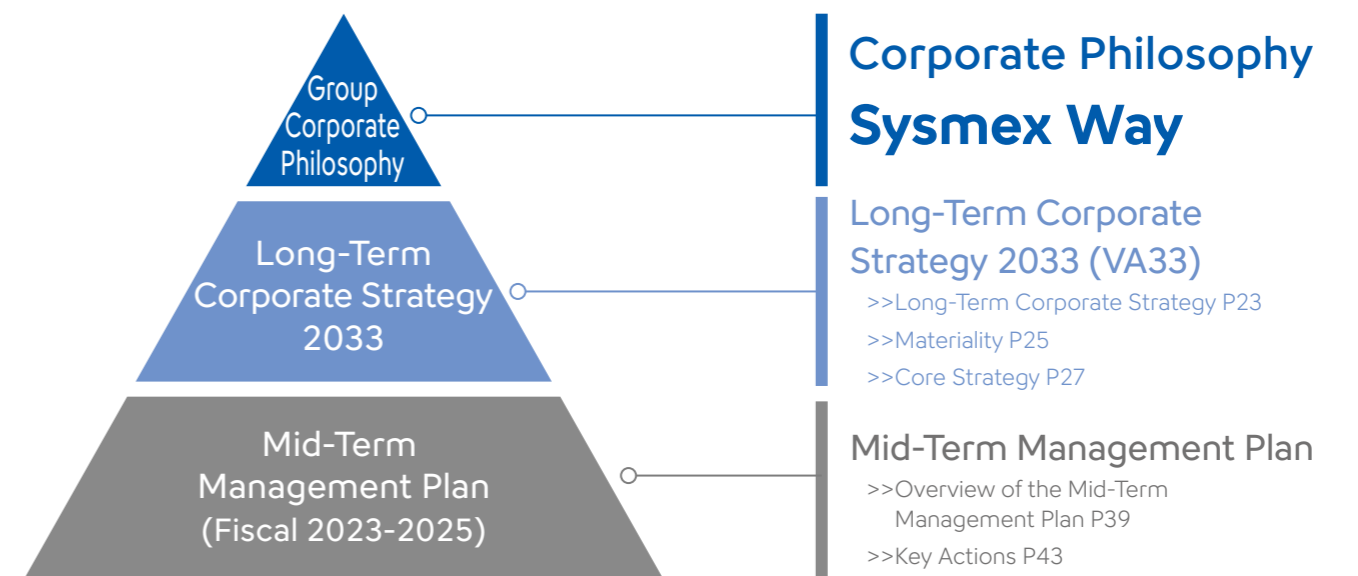 Group
Corporate
Philosophy
Corporate Philosophy
Sysmex Way
Long-Term
Corporate Strategy
2033
Long-Term Corporate
Strategy 2033 (VA33)
>>Long-Term Corporate Strategy P23
>>Materiality P25
>>Core Strategy P27
Mid-Term
Management Plan
(Fiscal 2023-2025)
Mid-Term Management Plan
>>Overview of the Mid-Term
Management Plan P39
>>Key Actions P43